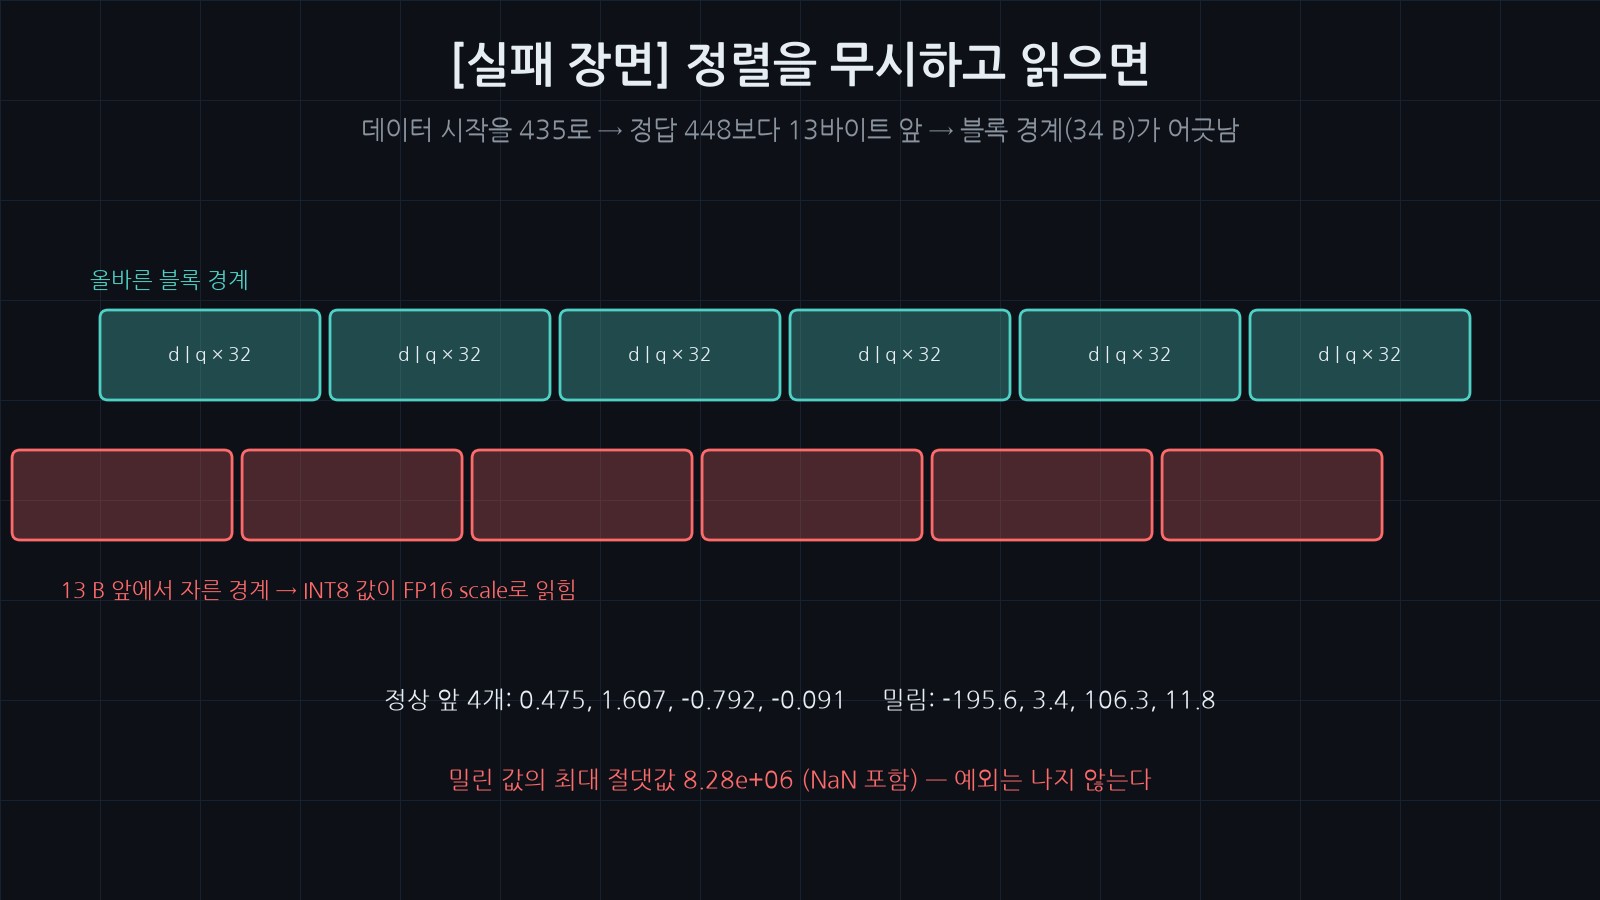 [실패 장면] 정렬을 무시하고 읽으면
데이터 시작을 435로 → 정답 448보다 13바이트 앞 → 블록 경계(34 B)가 어긋남
올바른 블록 경계
d | q × 32 d | q × 32 d | q × 32 d | q × 32 d | q × 32 d | q × 32
13 B 앞에서 자른 경계 → INT8 값이 FP16 scale로 읽힘
정상 앞 4개: 0.475, 1.607, -0.792, -0.091 밀림: -195.6, 3.4, 106.3, 11.8
밀린 값의 최대 절댓값 8.28e+06 (NaN 포함) — 예외는 나지 않는다